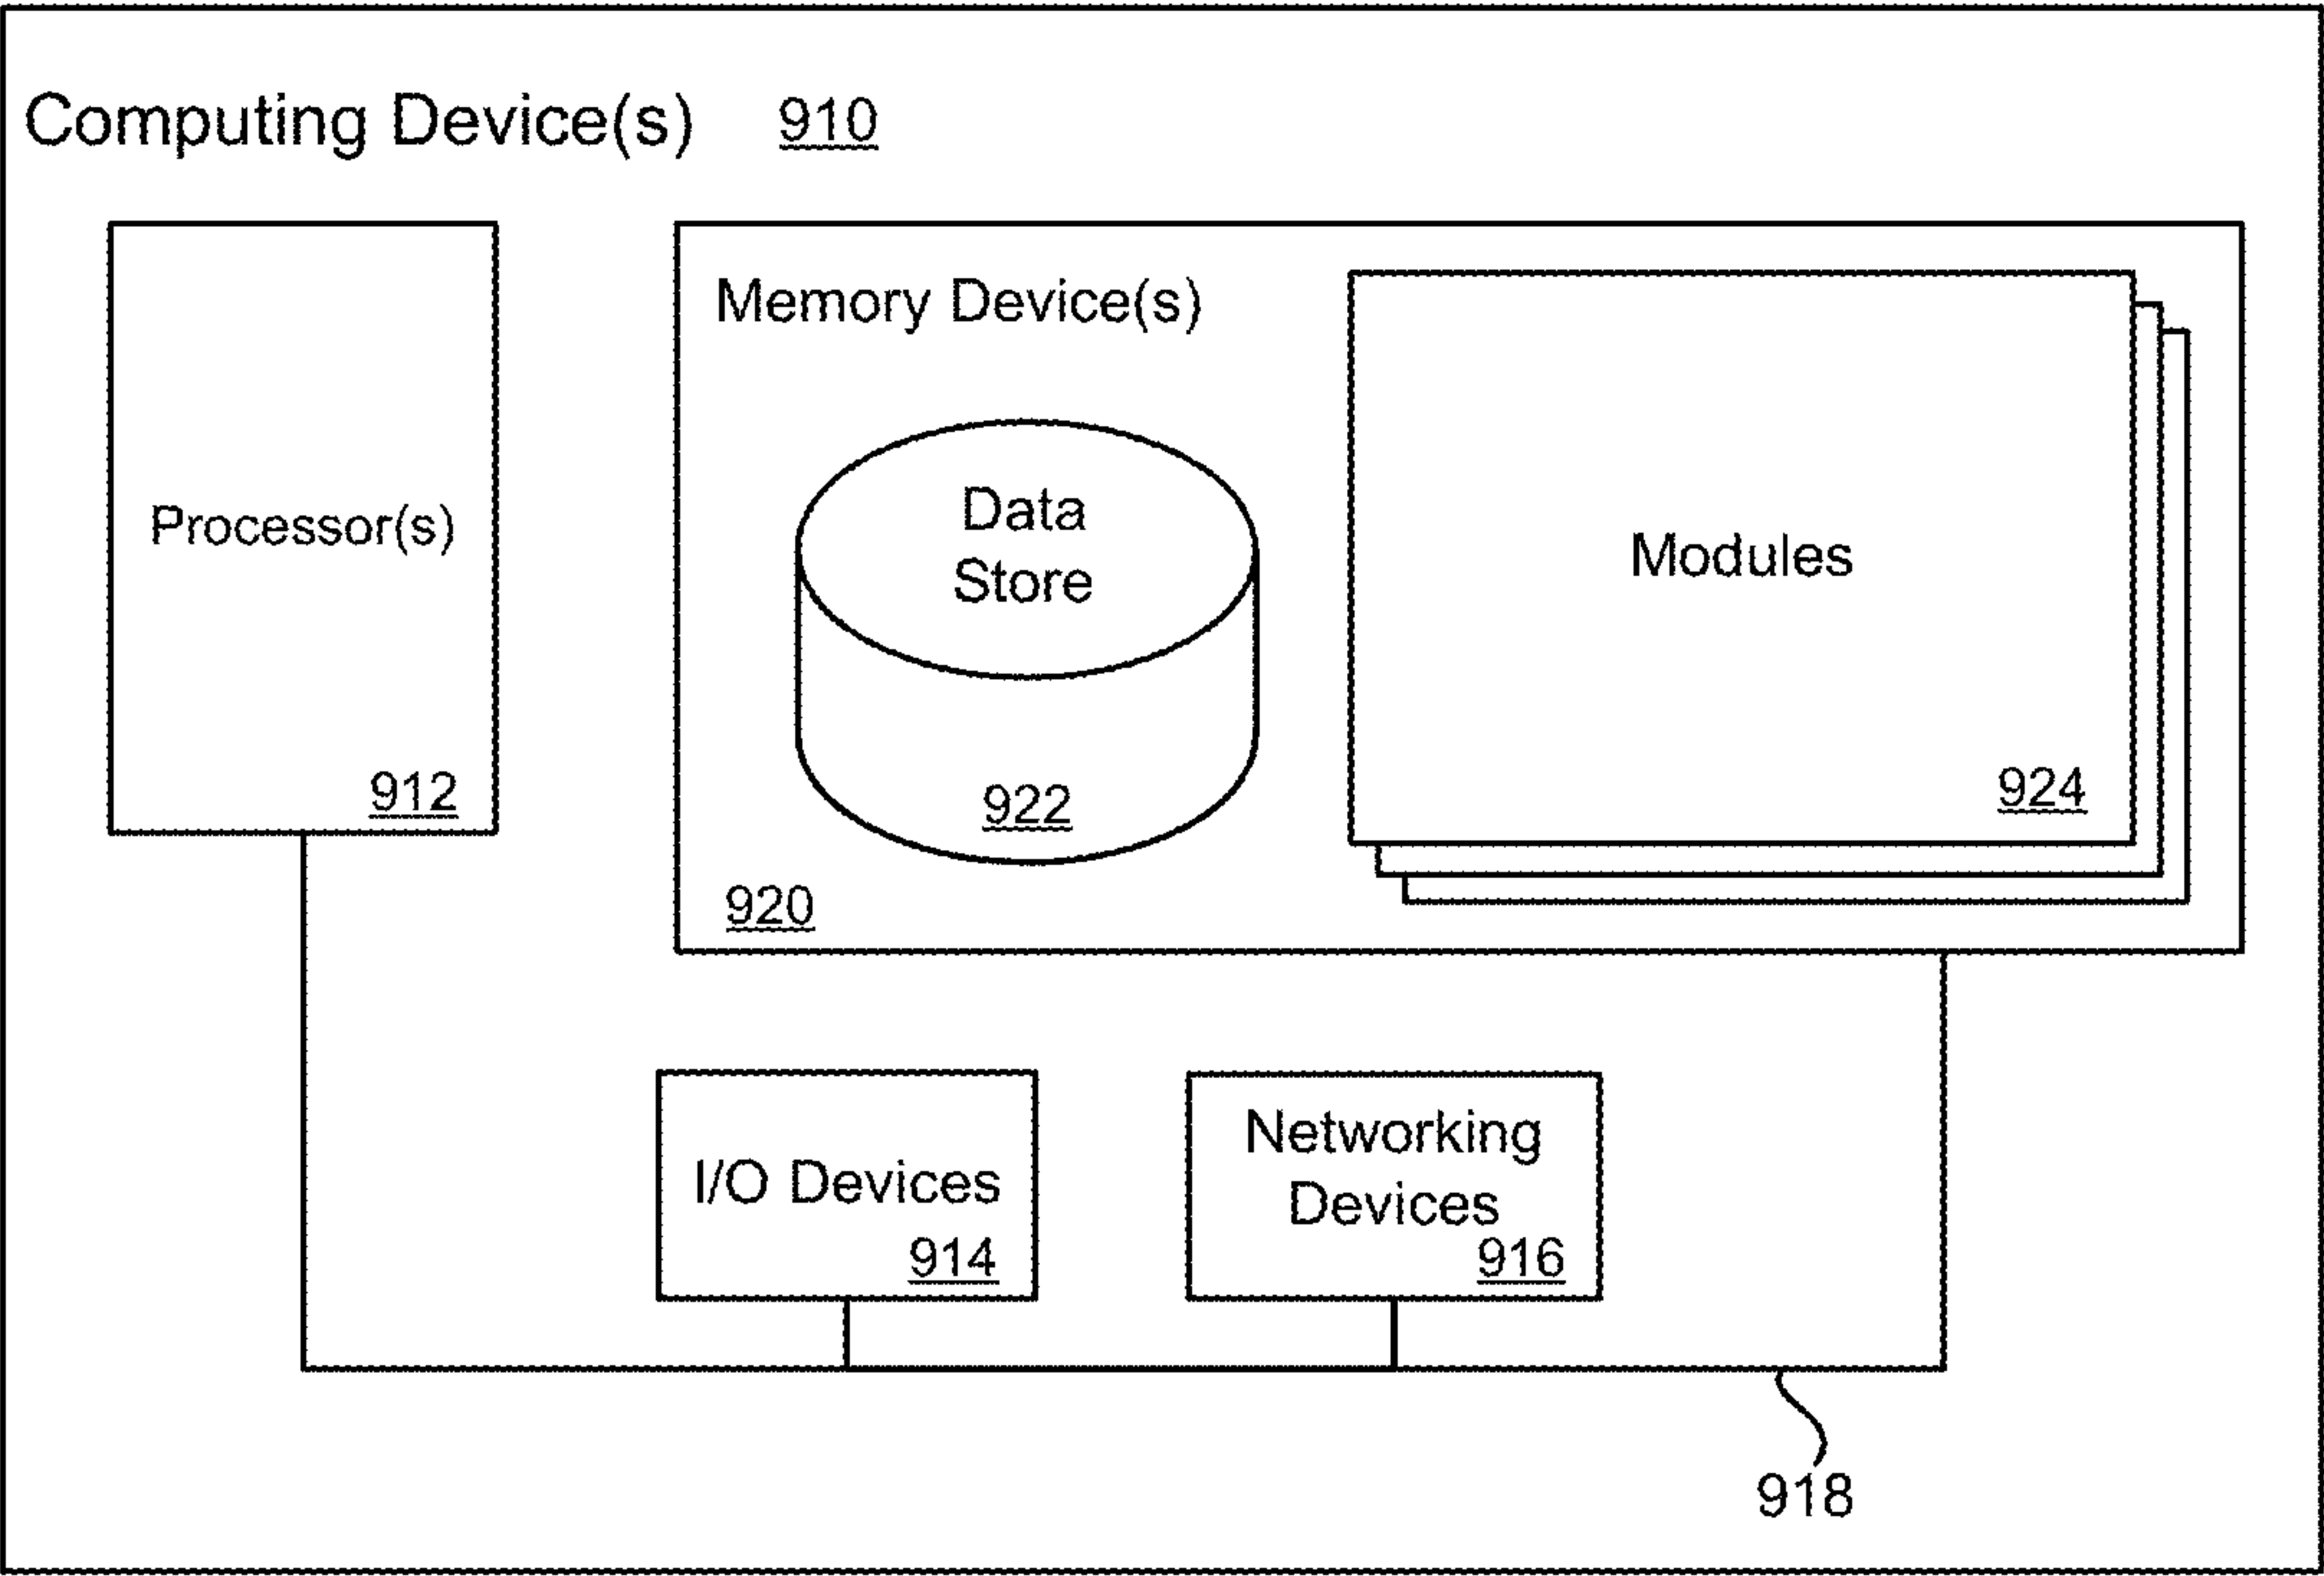 Computing Device(s) 910
Processor(s)
912
Memory Device(s)
Data
Store
922
920
Modules
924
I/O Devices
914
Networking
Devices
916
918